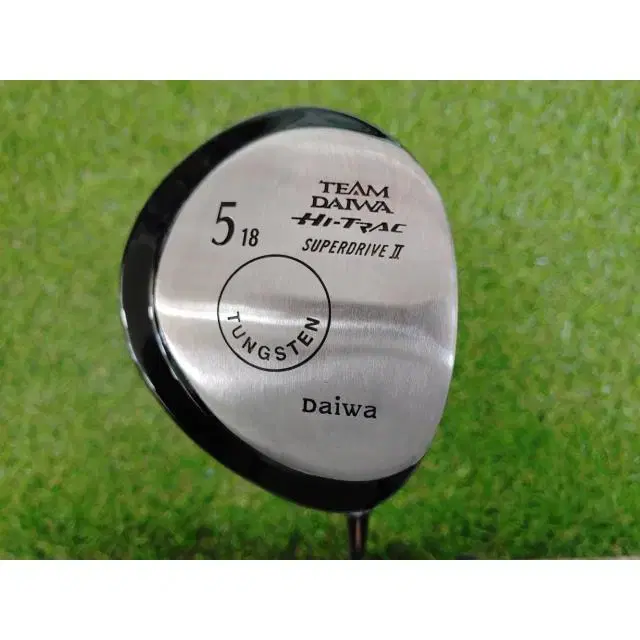 TEAM
DAIWA
HI-TRAC
SUPERDRIVE II
5 18
TUNGSTEN
Daiwa